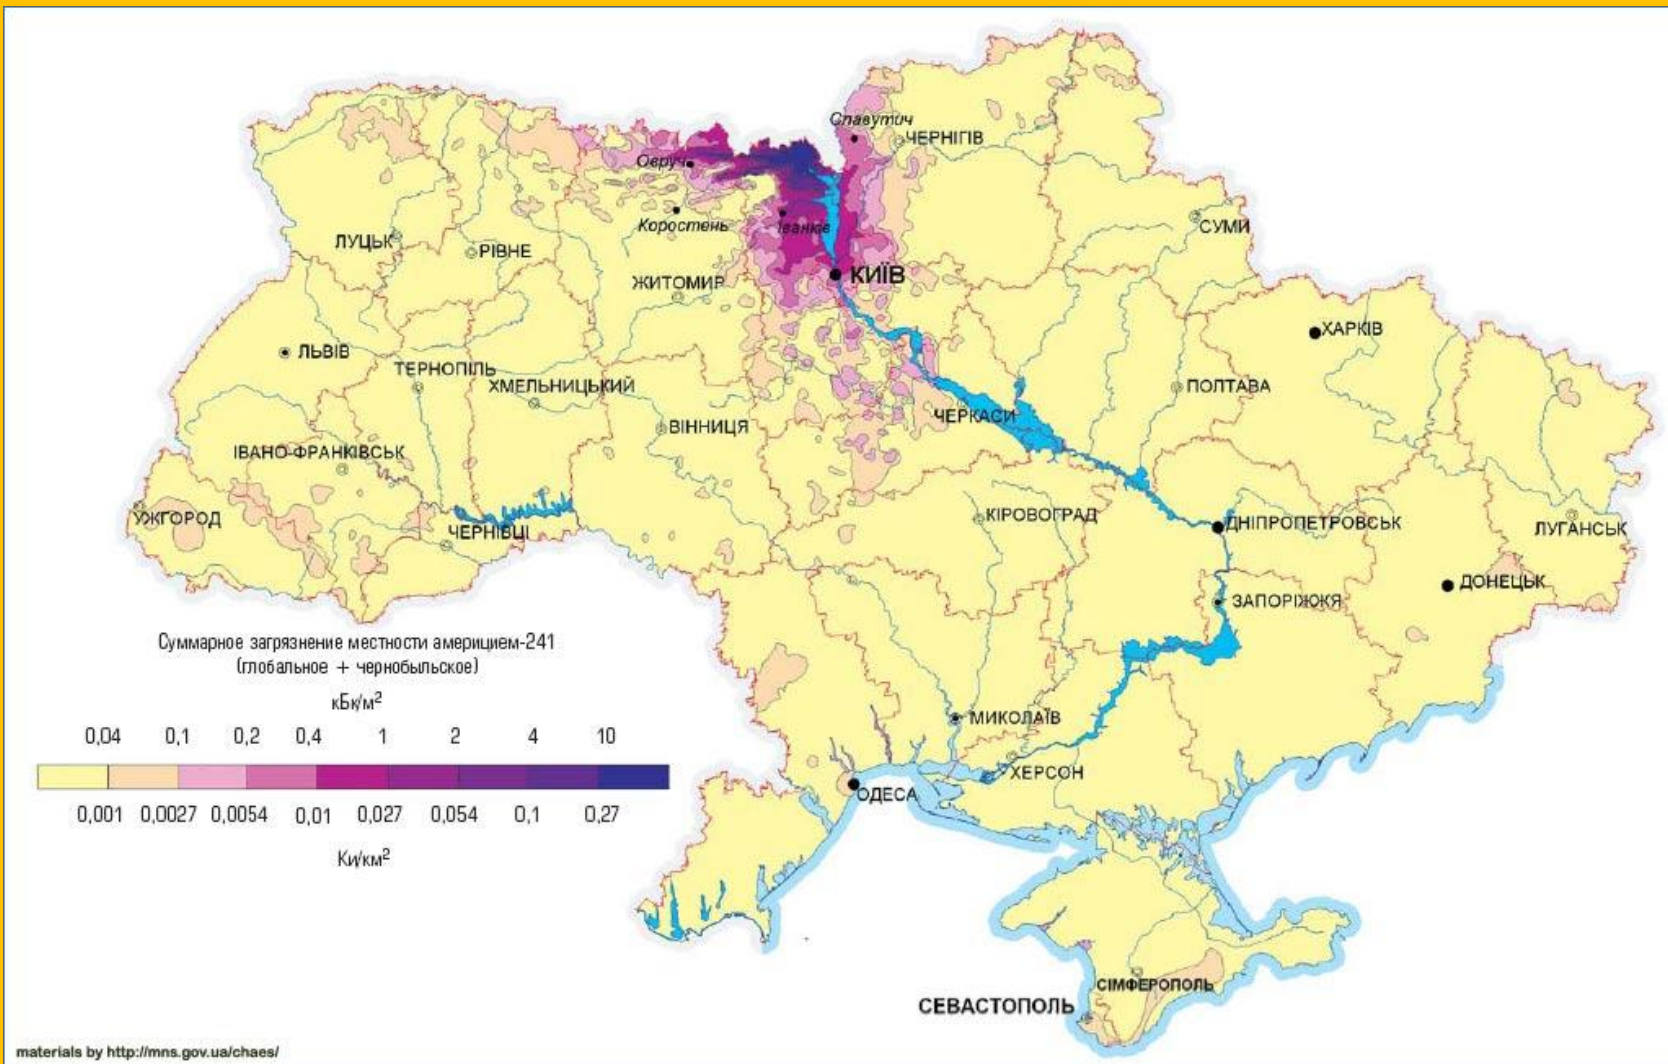 Славутич
ЧЕРНІГІВ
Овруч
Коростень
Іванків
СУМИ
ЛУЦЬК
РІВНЕ
КИЇВ
ЖИТОМИР
ХАРКІВ
ЛЬВІВ
ТЕРНОПІЛЬ
ХМЕЛЬНИЦЬКИЙ
ПОЛТАВА
ЧЕРКАСИ
ВІННИЦЯ
ІВАНО-ФРАНКІВСЬК
УЖГОРОД
ЧЕРНІВЦІ
КІРОВОГРАД
ДНІПРОПЕТРОВСЬК
ЛУГАНСЬК
ДОНЕЦЬК
ЗАПОРІЖЖЯ
Суммарное загрязнение местности америцием-241
(глобальное + чернобыльское)
кБк/м²
0,04 0,1 0,2 0,4 1 2 4 10
0,001 0,0027 0,0054 0,01 0,027 0,054 0,1 0,27
Ки/км²
МИКОЛАЇВ
ХЕРСОН
ОДЕСА
СІМФЕРОПОЛЬ
СЕВАСТОПОЛЬ
materials by http://mns.gov.ua/chaes/